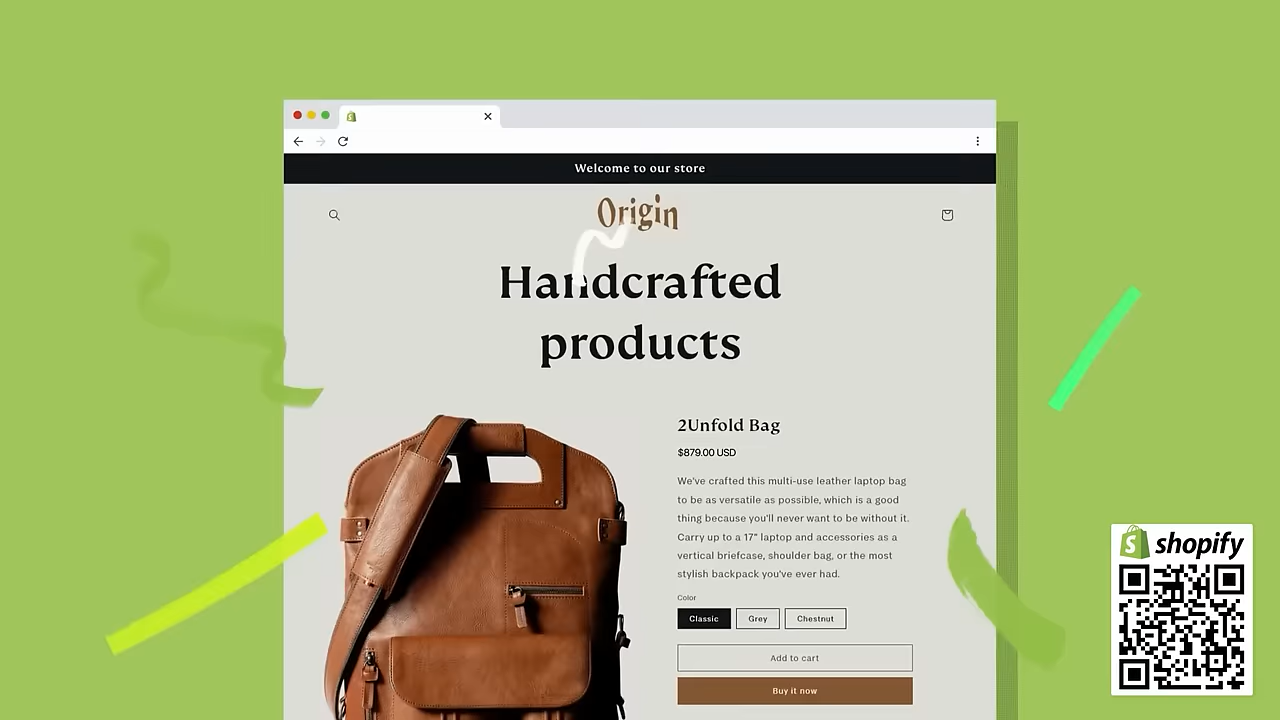 Welcome to our store
Origin
Handcrafted
products
2Unfold Bag
$879.00 USD
We've crafted this multi-use leather laptop bag
to be as versatile as possible, which is a good
thing because you'll never want to be without it.
Carry up to a 17" laptop and accessories as a
vertical briefcase, shoulder bag, or the most
stylish backpack you've ever had.
Color
Classic Grey Chestnut
Add to cart
Buy it now
shopify